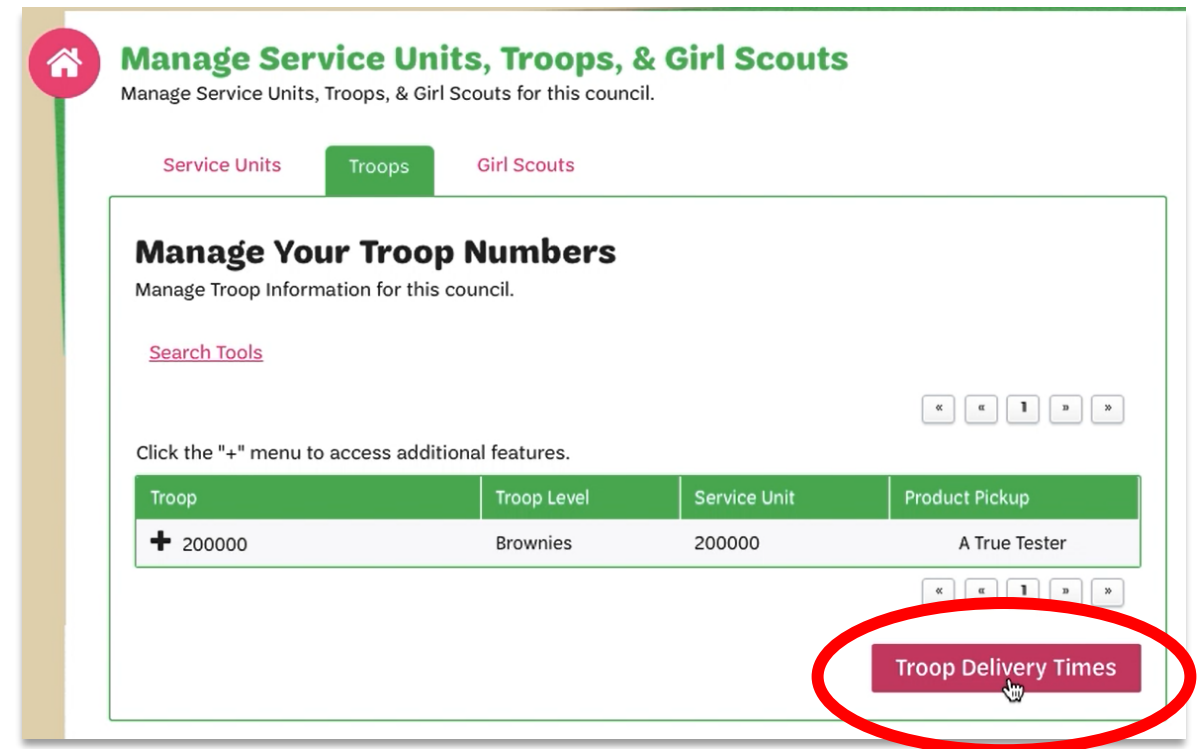 Manage Service Units, Troops, & Girl Scouts
Manage Service Units, Troops, & Girl Scouts for this council.
Service Units Troops Girl Scouts
Manage Your Troop Numbers
Manage Troop Information for this council.
Search Tools
« « 1 » »
Click the "+" menu to access additional features.
Troop Troop Level Service Unit Product Pickup
+ 200000 Brownies 200000 A True Tester
« « 1 » »
Troop Delivery Times